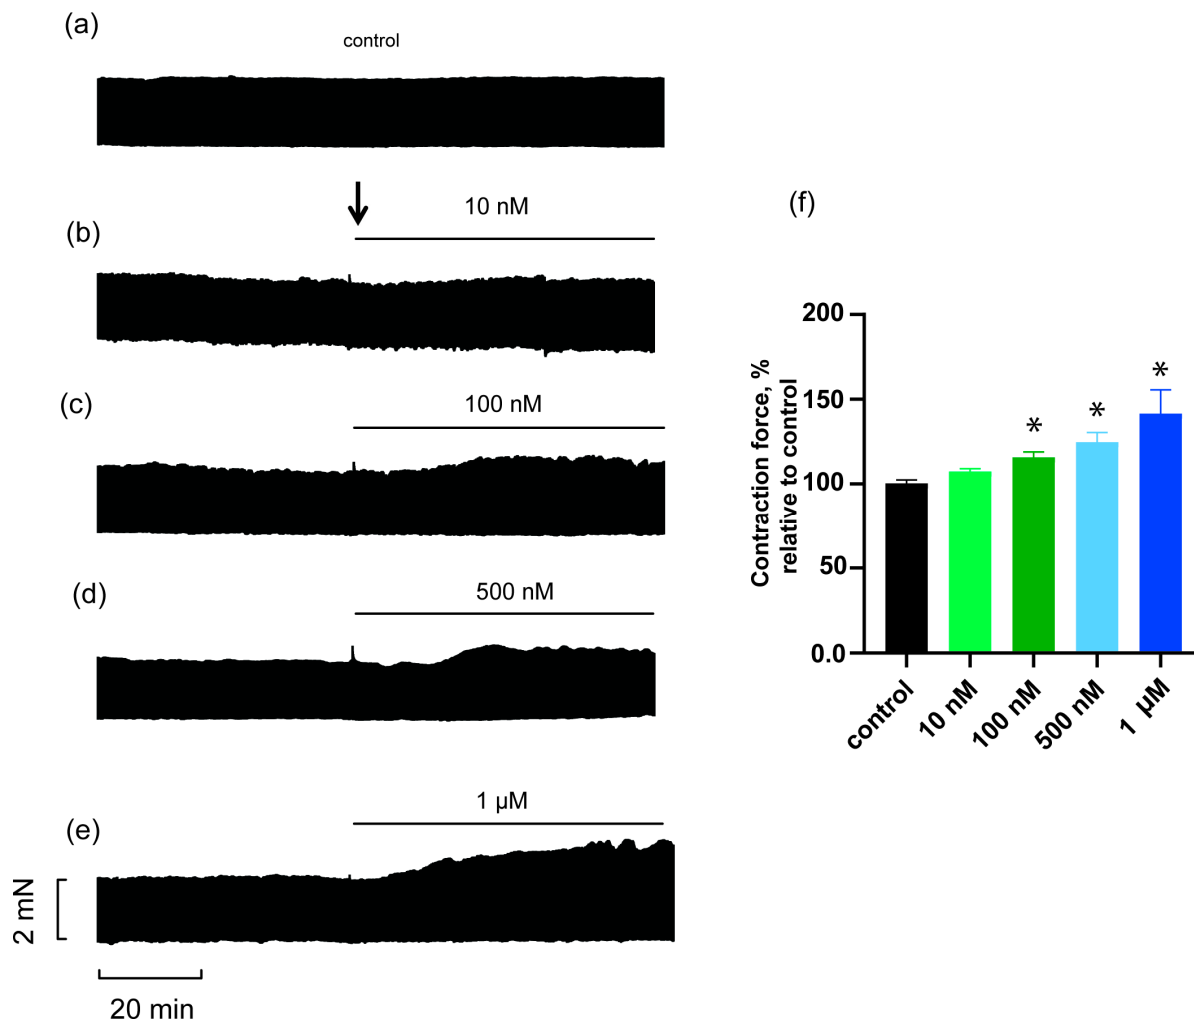 (a)
control
(b)
10 nM
(c)
100 nM
(d)
500 nM
(e)
1 µM
2 mN
20 min
(f)
Contraction force, %
relative to control
200
150
100
50
0.0
control
10 nM
100 nM
500 nM
1 µM
*
*
*